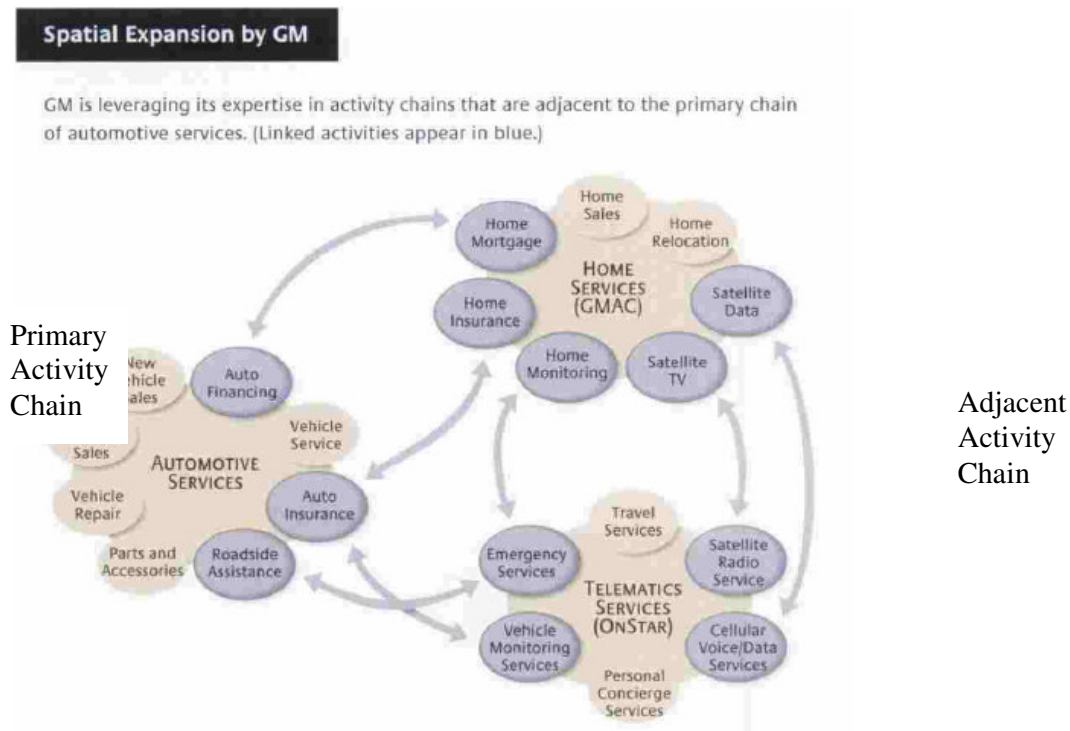 Spatial Expansion by GM
GM is leveraging its expertise in activity chains that are adjacent to the primary chain
of automotive services. (Linked activities appear in blue.)
Home
Sales
Home
Mortgage
Home
Relocation
HOME
SERVICES
(GMAC)
Satellite
Data
Home
Insurance
Home
Monitoring
Satellite
TV
Primary
Activity
Chain
New
ehicle
ales
Auto
Financing
Vehicle
Service
Sales
AUTOMOTIVE
SERVICES
Vehicle
Repair
Auto
Insurance
Parts and
Accessories
Roadside
Assistance
Adjacent
Activity
Chain
Travel
Services
Emergency
Services
Satellite
Radio
Service
TELEMATICS
SERVICES
(ONSTAR)
Vehicle
Monitoring
Services
Cellular
Voice/Data
Services
Personal
Concierge
Services